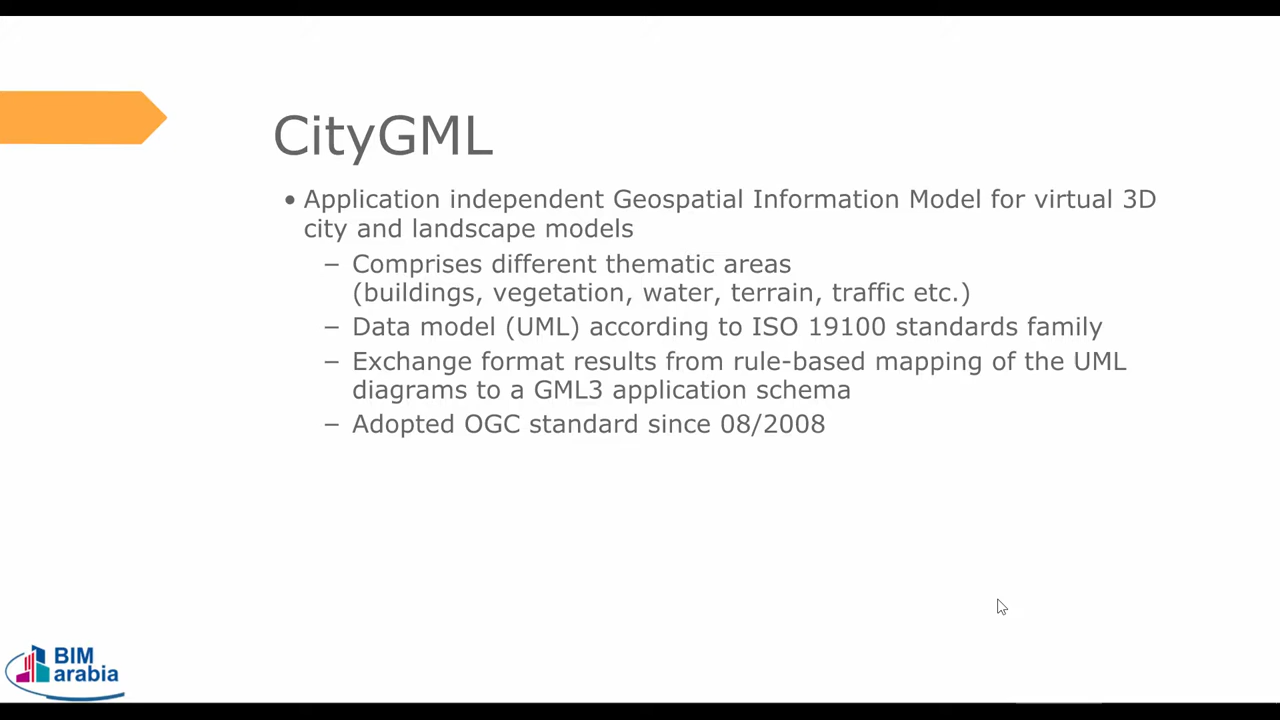 CityGML
• Application independent Geospatial Information Model for virtual 3D
city and landscape models
– Comprises different thematic areas
(buildings, vegetation, water, terrain, traffic etc.)
– Data model (UML) according to ISO 19100 standards family
– Exchange format results from rule-based mapping of the UML
diagrams to a GML3 application schema
– Adopted OGC standard since 08/2008
BIM
arabia